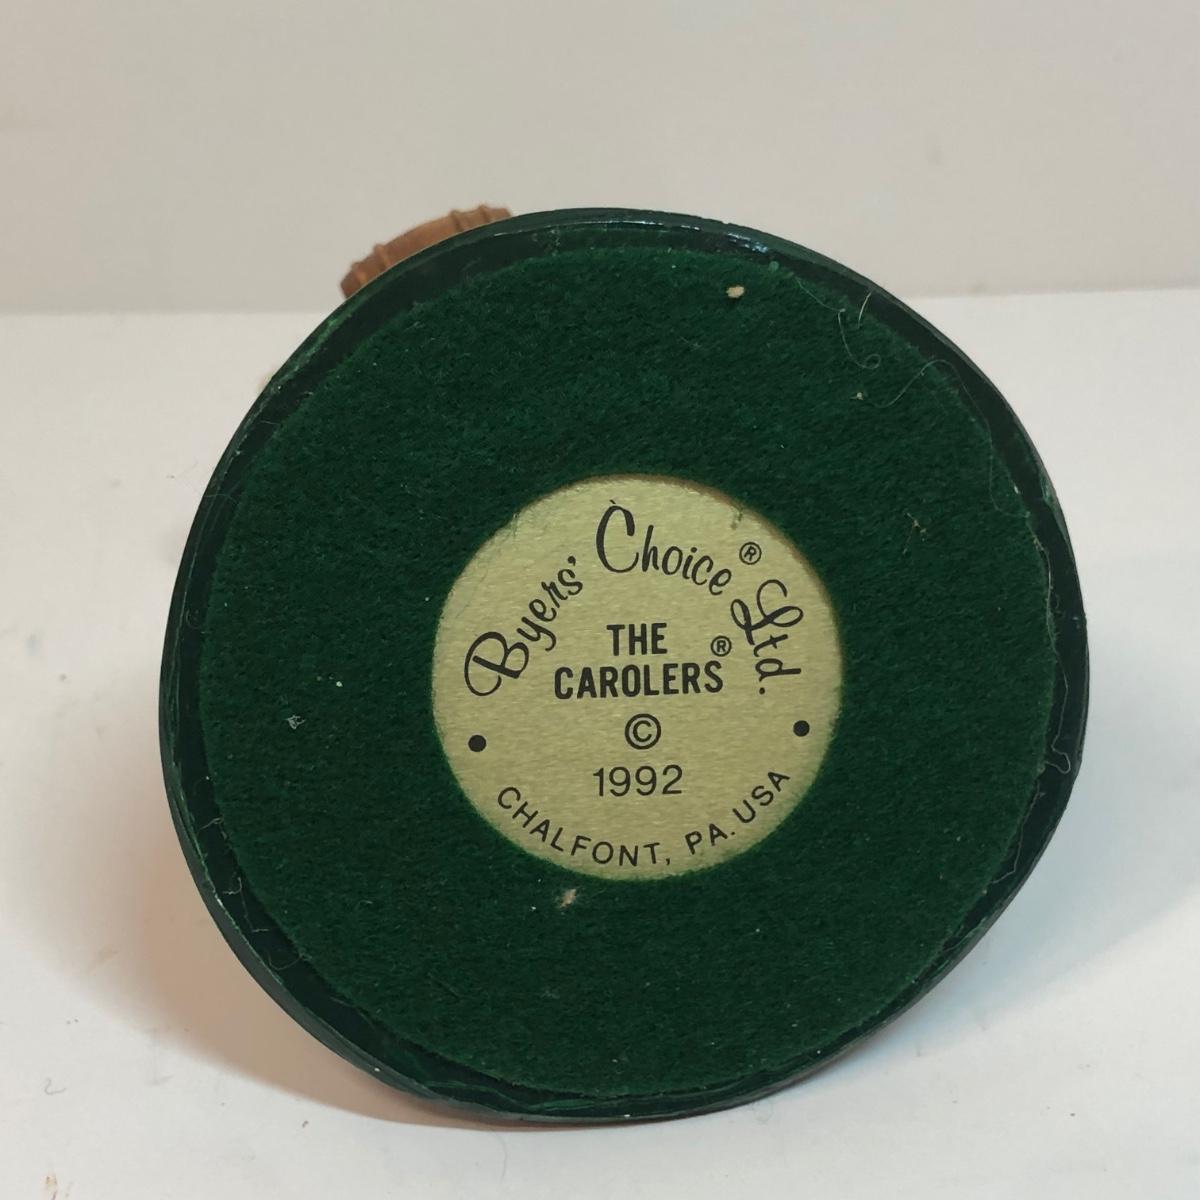 Byers' Choice® Ltd.
THE
CAROLERS®
©
1992
CHALFONT, PA. USA